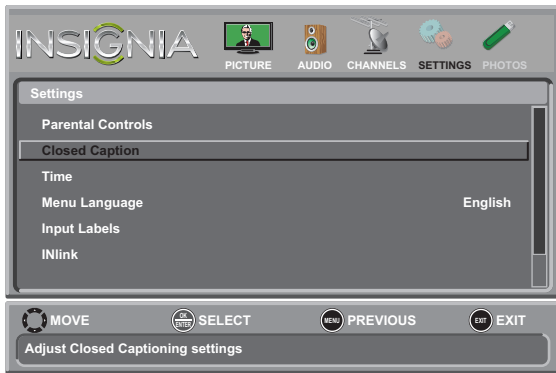 INSIGNIA
PICTURE AUDIO CHANNELS SETTINGS PHOTOS
Settings
Parental Controls
Closed Caption
Time
Menu Language English
Input Labels
INlink
MOVE OK ENTER SELECT MENU PREVIOUS EXIT EXIT
Adjust Closed Captioning settings